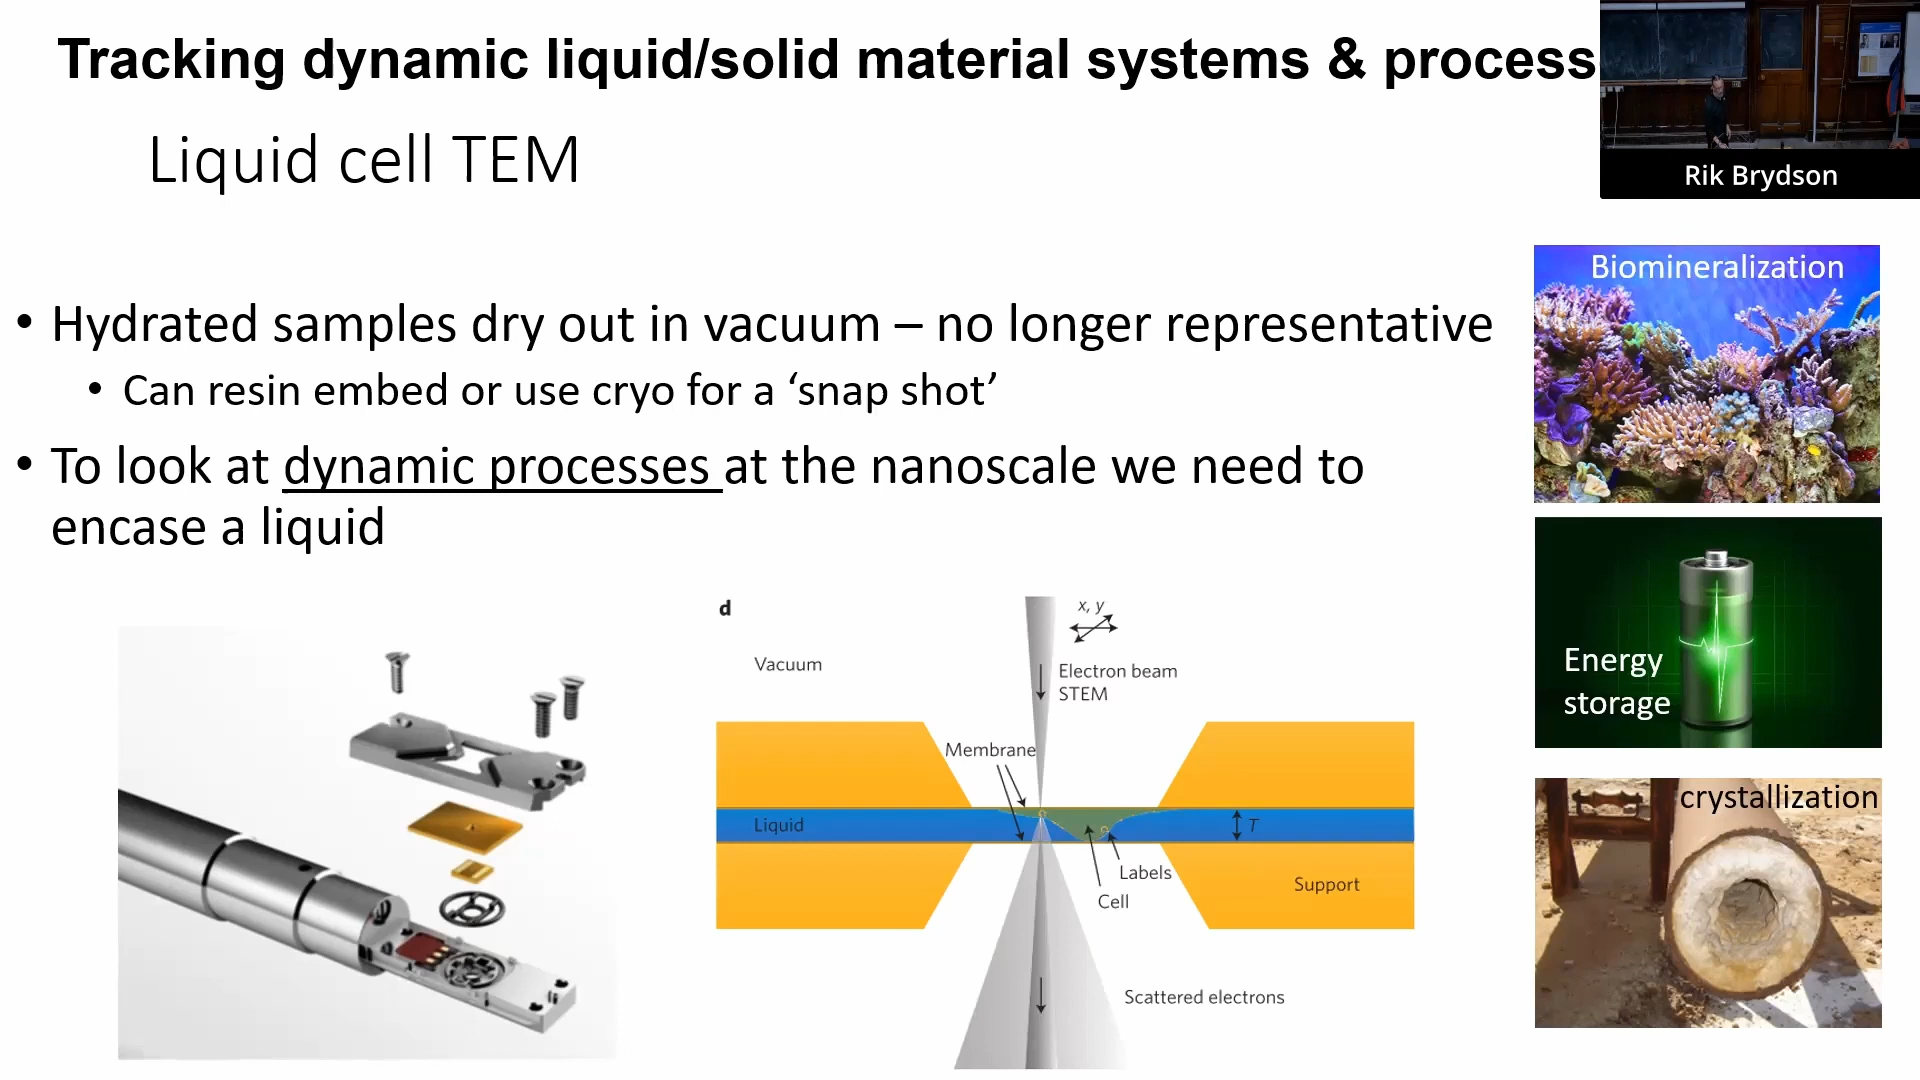 Tracking dynamic liquid/solid material systems & process
Rik Brydson
Liquid cell TEM
• Hydrated samples dry out in vacuum – no longer representative
• Can resin embed or use cryo for a ‘snap shot’
• To look at dynamic processes at the nanoscale we need to
encase a liquid
d
x, y
Vacuum
Electron beam
STEM
Membrane
Liquid
T
Labels
Cell
Support
Scattered electrons
Biomineralization
Energy
storage
crystallization